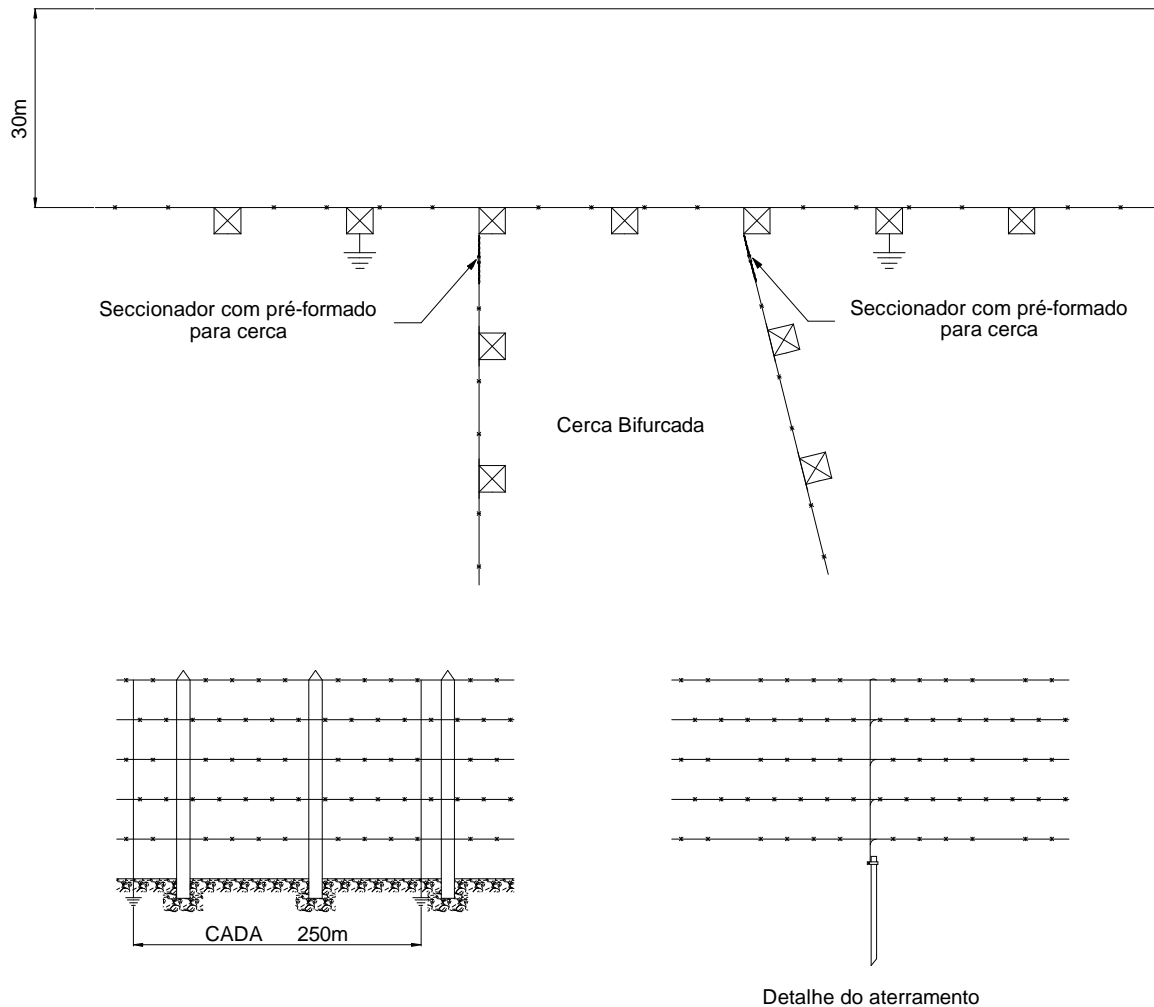 30m
Seccionador com pré-formado
para cerca
Seccionador com pré-formado
para cerca
Cerca Bifurcada
CADA 250m
Detalhe do aterramento